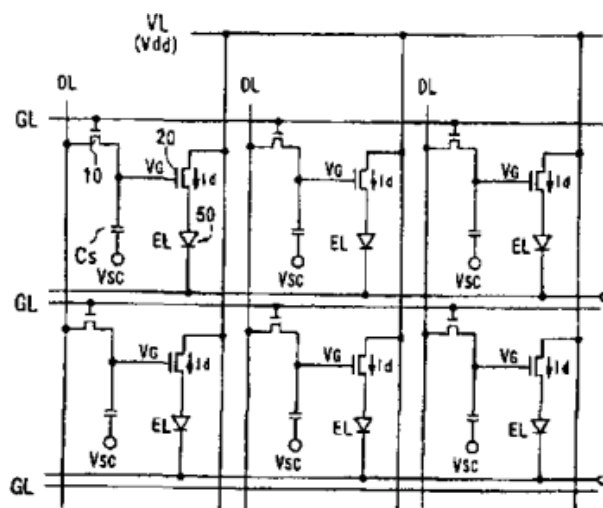 VL
(Vdd)
DL DL DL
GL
10 20 VG Id VG Id VG Id
Cs EL 50 EL EL
VSC VSC VSC
GL
VG Id VG Id VG Id
EL EL EL
VSC VSC VSC
GL